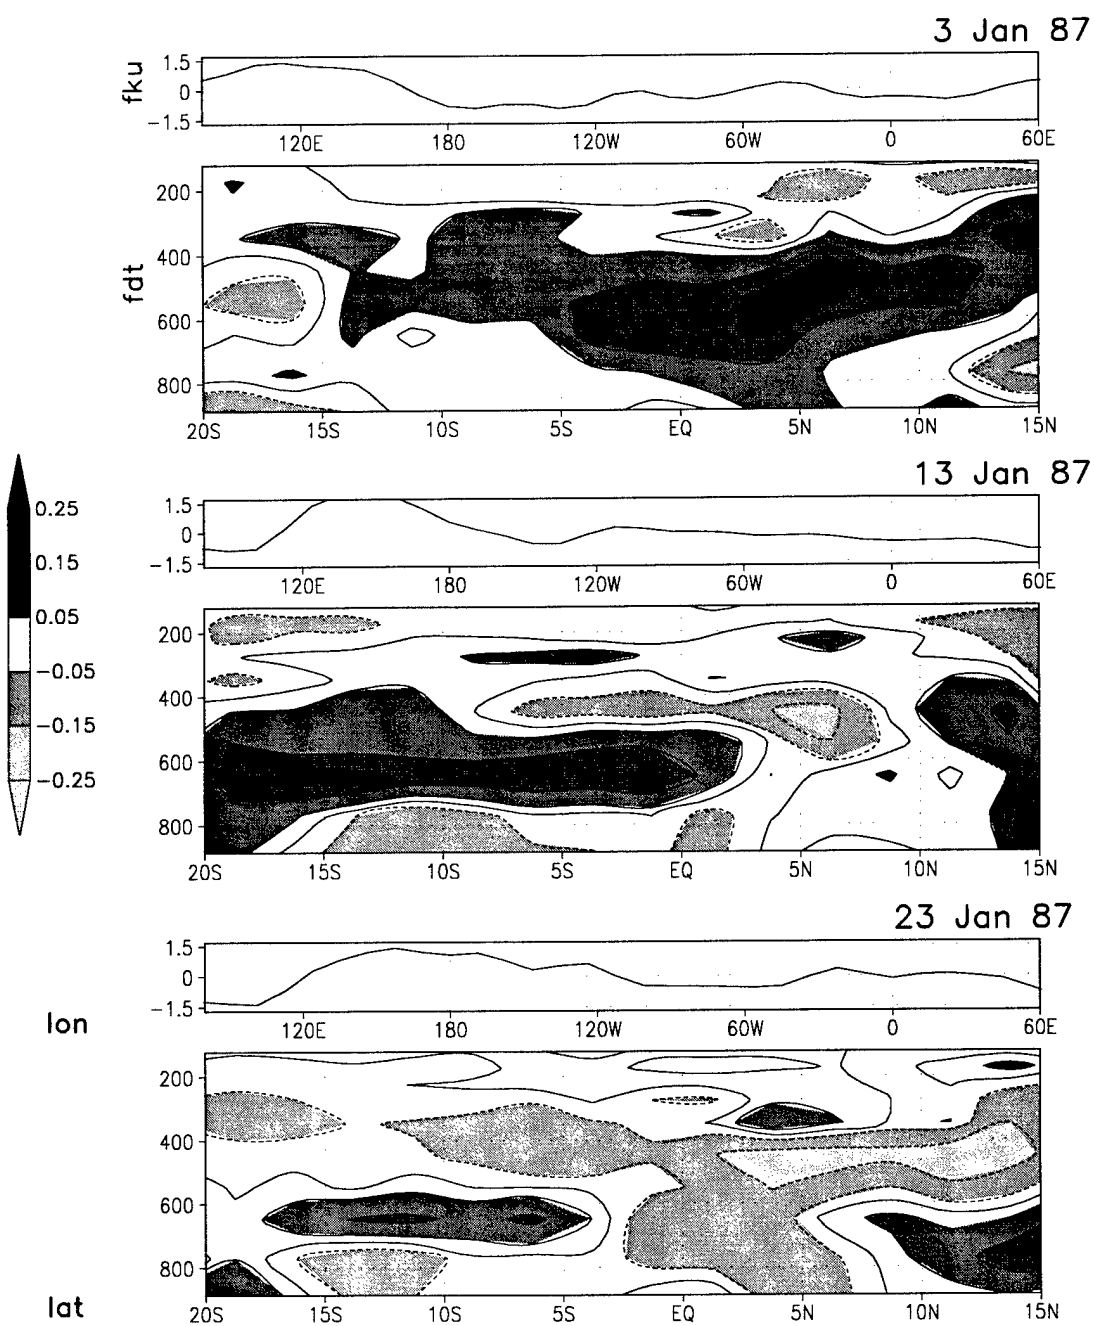 3 Jan 87
fku
1.5
0
−1.5
120E 180 120W 60W 0 60E
fdt
200
400
600
800
20S 15S 10S 5S EQ 5N 10N 15N
13 Jan 87
0.25
0.15
0.05
−0.05
−0.15
−0.25
1.5
0
−1.5
120E 180 120W 60W 0 60E
200
400
600
800
20S 15S 10S 5S EQ 5N 10N 15N
23 Jan 87
1.5
0
−1.5
lon 120E 180 120W 60W 0 60E
200
400
600
800
lat 20S 15S 10S 5S EQ 5N 10N 15N